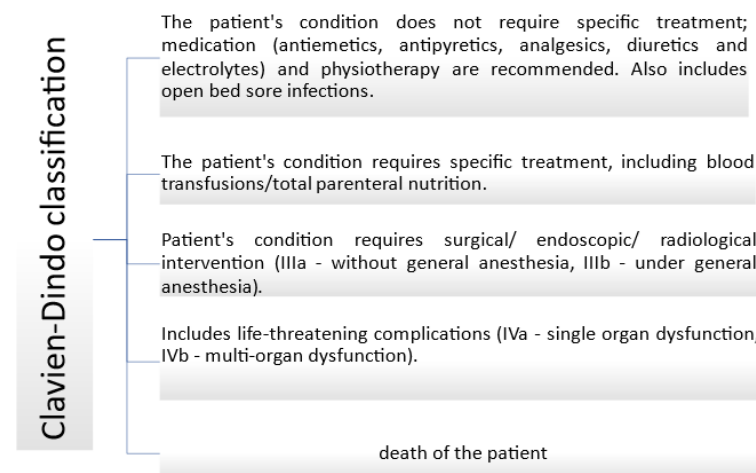 Clavien-Dindo classification
The patient's condition does not require specific treatment;
medication (antiemetics, antipyretics, analgesics, diuretics and
electrolytes) and physiotherapy are recommended. Also includes
open bed sore infections.
The patient's condition requires specific treatment, including blood
transfusions/total parenteral nutrition.
Patient's condition requires surgical/ endoscopic/ radiological
intervention (IIIa - without general anesthesia, IIIb - under general
anesthesia).
Includes life-threatening complications (IVa - single organ dysfunction,
IVb - multi-organ dysfunction).
death of the patient